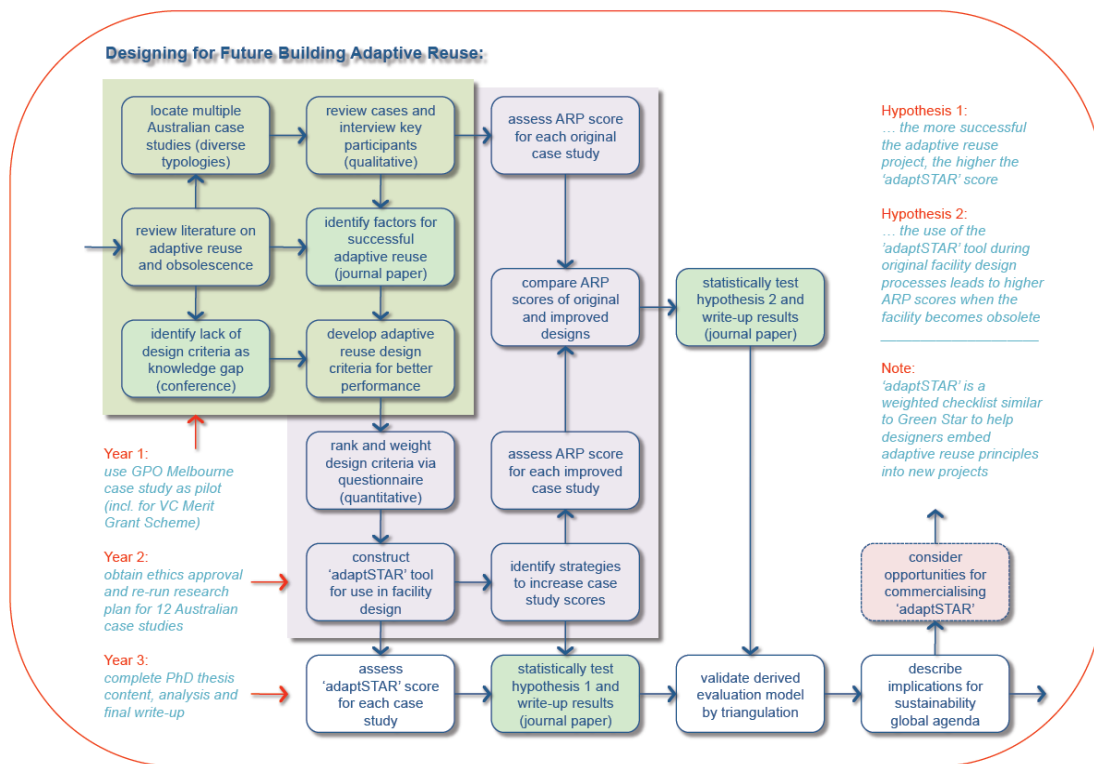 Designing for Future Building Adaptive Reuse:
locate multiple
Australian case
studies (diverse
typologies)
review cases and
interview key
participants
(qualitative)
assess ARP score
for each original
case study
review literature on
adaptive reuse
and obsolescence
identify factors for
successful
adaptive reuse
(journal paper)
compare ARP
scores of original
and improved
designs
statistically test
hypothesis 2 and
write-up results
(journal paper)
identify lack of
design criteria as
knowledge gap
(conference)
develop adaptive
reuse design
criteria for better
performance
rank and weight
design criteria via
questionnaire
(quantitative)
assess ARP score
for each improved
case study
construct
‘adaptSTAR’ tool
for use in facility
design
identify strategies
to increase case
study scores
assess
‘adaptSTAR’ score
for each case
study
statistically test
hypothesis 1 and
write-up results
(journal paper)
validate derived
evaluation model
by triangulation
describe
implications for
sustainability
global agenda
consider
opportunities for
commercialising
‘adaptSTAR’
Year 1:
use GPO Melbourne
case study as pilot
(incl. for VC Merit
Grant Scheme)
Year 2:
obtain ethics approval
and re-run research
plan for 12 Australian
case studies
Year 3:
complete PhD thesis
content, analysis and
final write-up
Hypothesis 1:
… the more successful
the adaptive reuse
project, the higher the
‘adaptSTAR’ score
Hypothesis 2:
… the use of the
‘adaptSTAR’ tool during
original facility design
processes leads to higher
ARP scores when the
facility becomes obsolete
Note:
‘adaptSTAR’ is a
weighted checklist similar
to Green Star to help
designers embed
adaptive reuse principles
into new projects